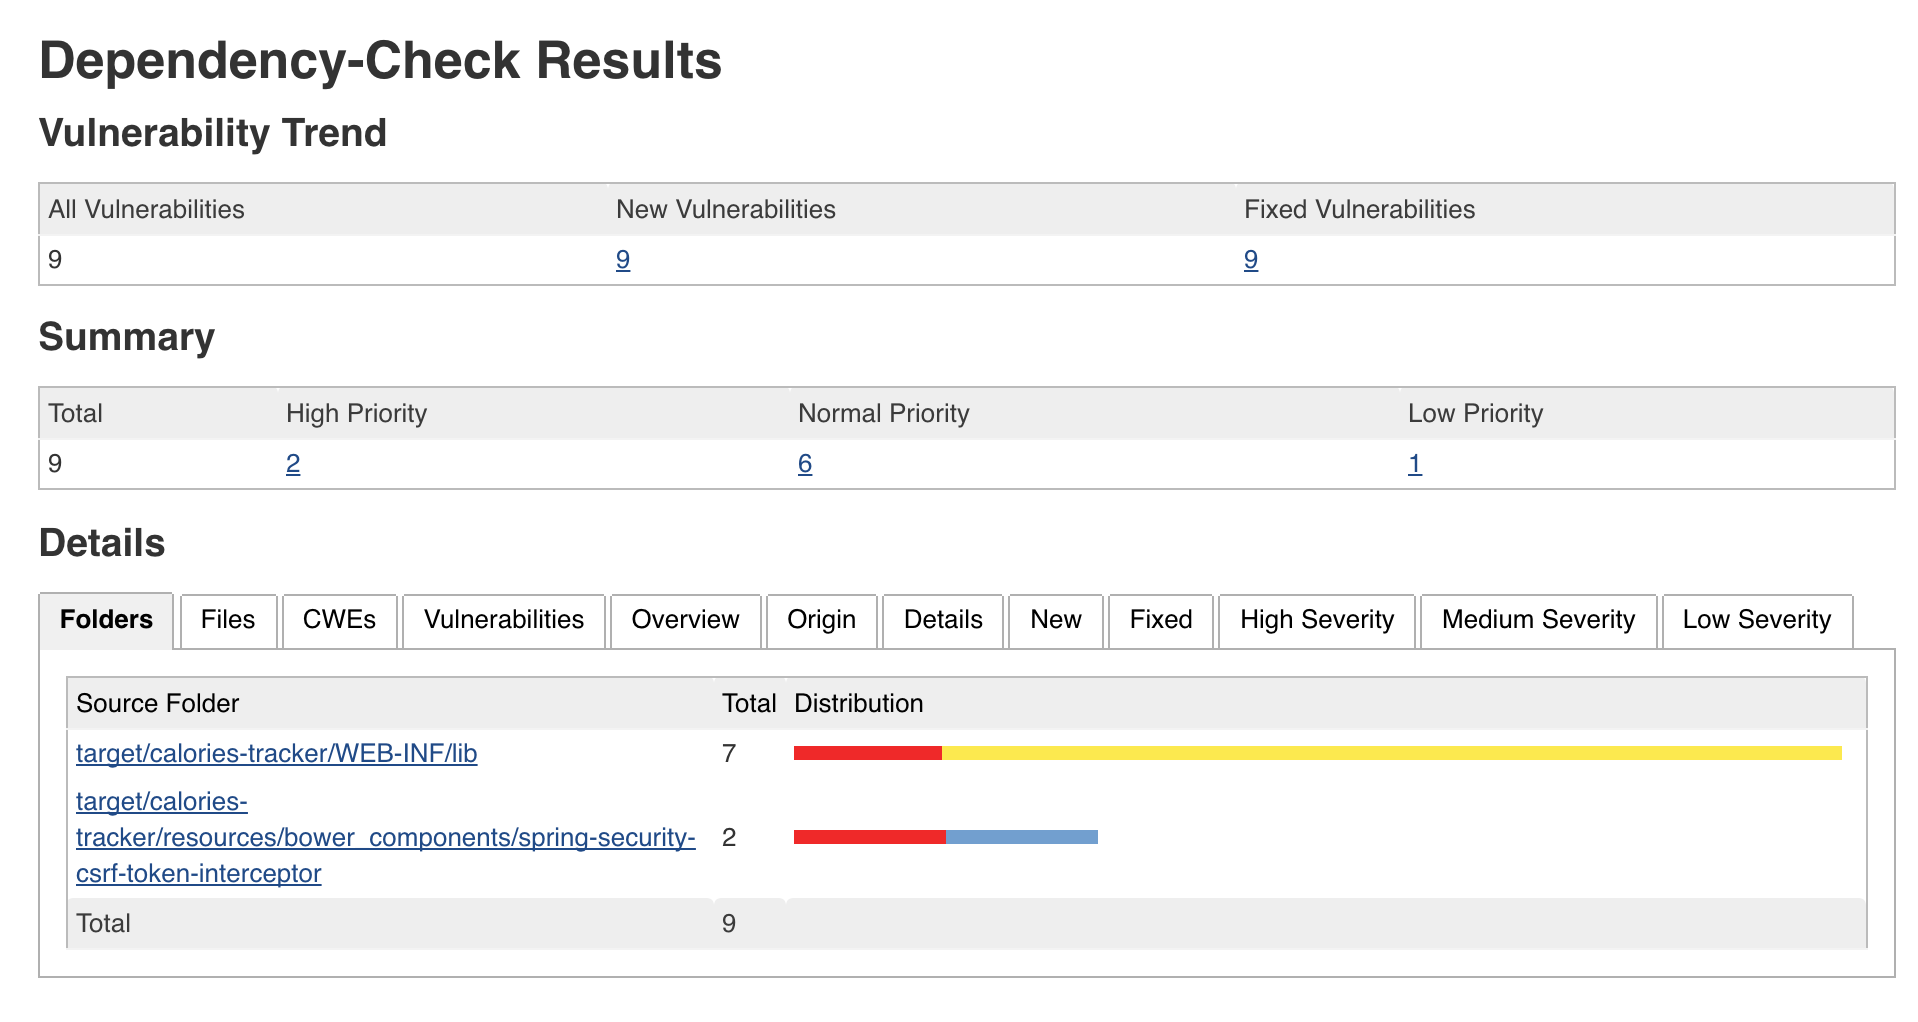 Dependency-Check Results
Vulnerability Trend
All Vulnerabilities New Vulnerabilities Fixed Vulnerabilities
9 9 9
Summary
Total High Priority Normal Priority Low Priority
9 2 6 1
Details
Folders Files CWEs Vulnerabilities Overview Origin Details New Fixed High Severity Medium Severity Low Severity
Source Folder Total Distribution
target/calories-tracker/WEB-INF/lib 7
target/calories-
tracker/resources/bower_components/spring-security- 2
csrf-token-interceptor
Total 9